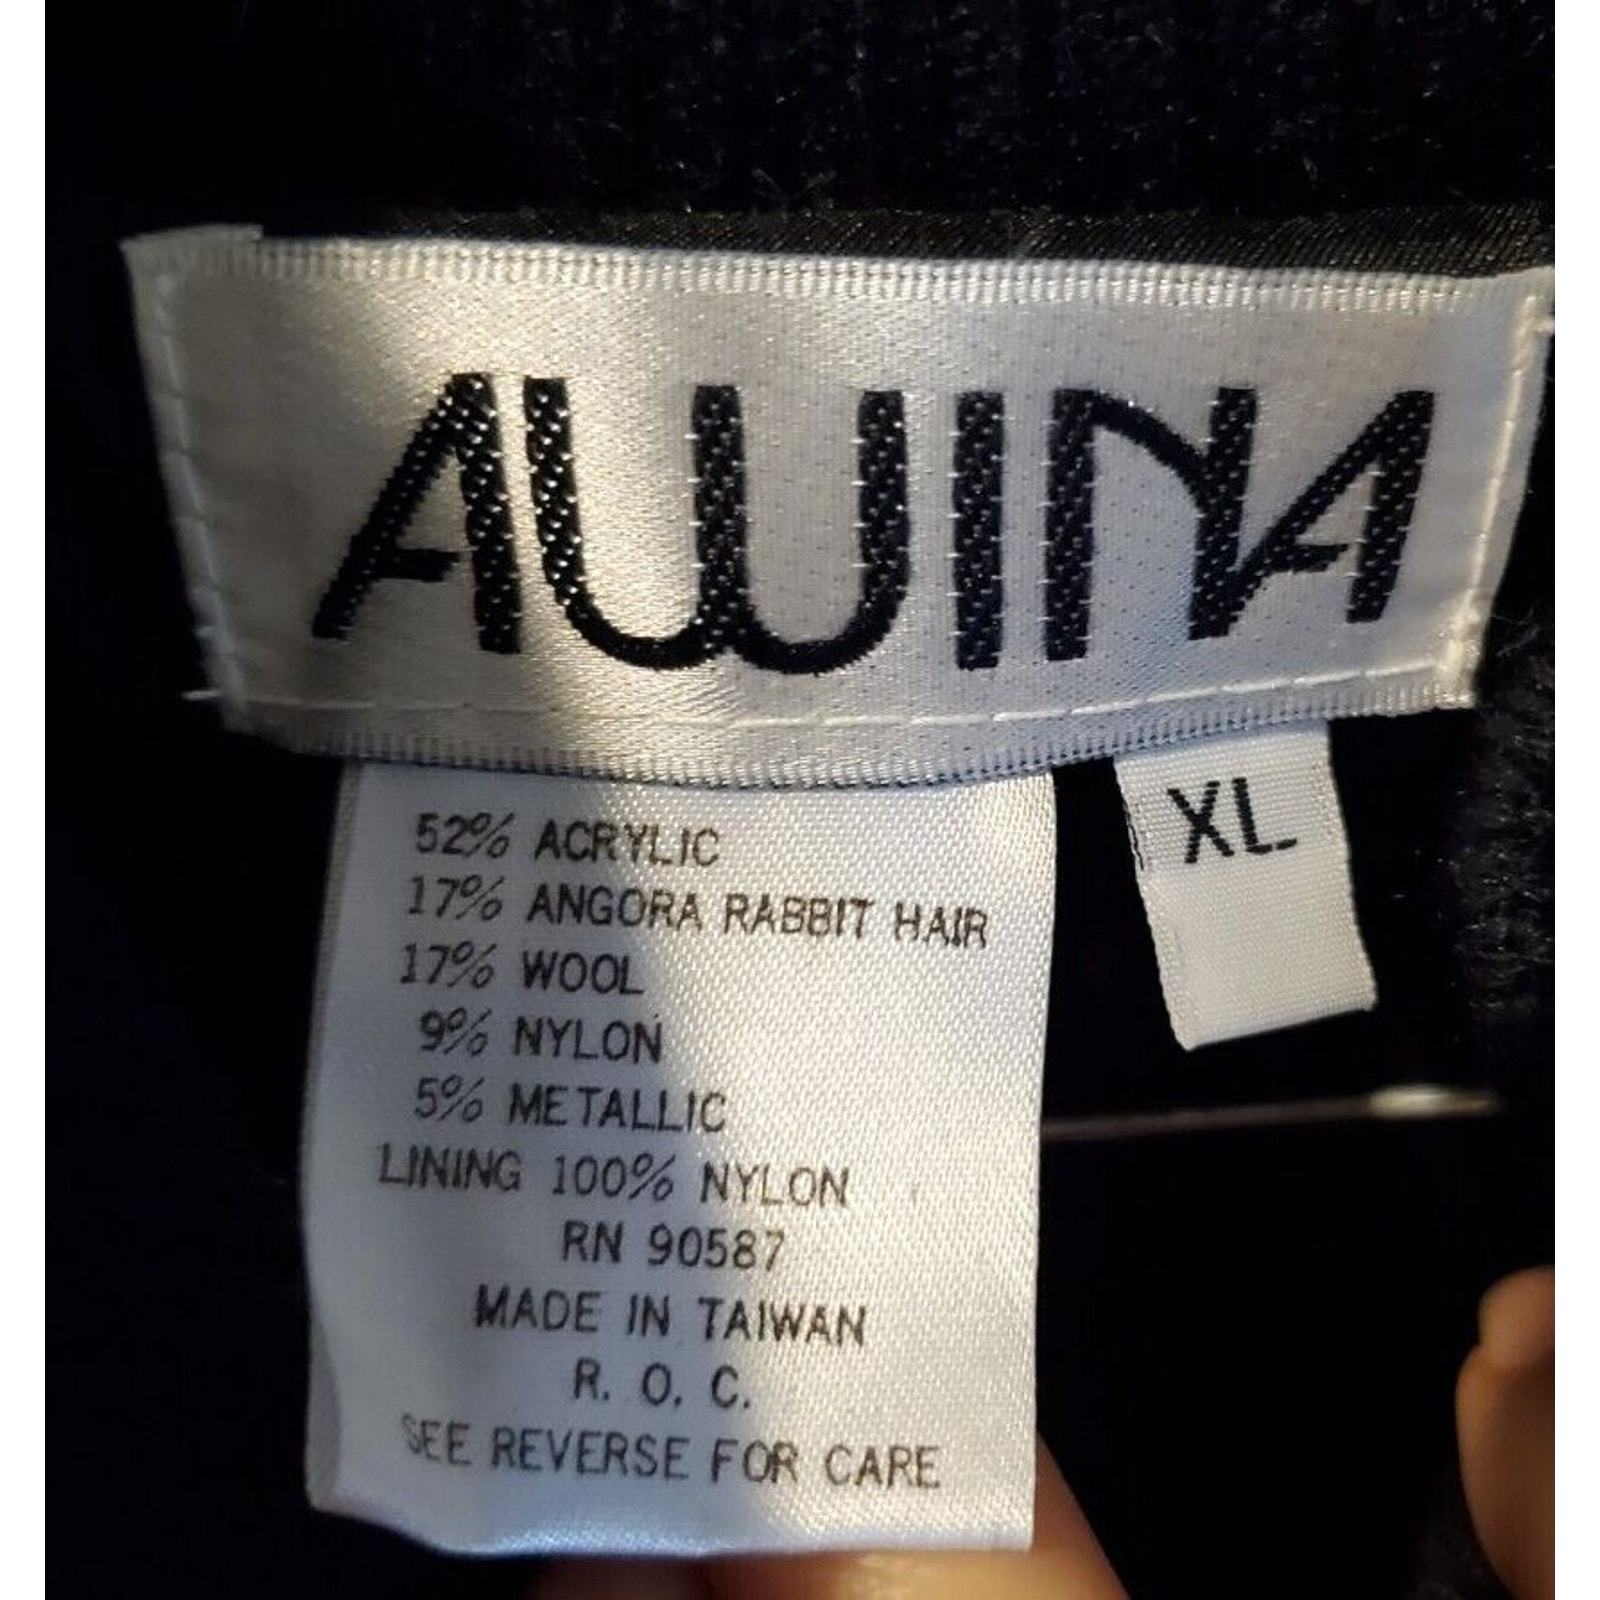 AWINA
XL
52% ACRYLIC
17% ANGORA RABBIT HAIR
17% WOOL
9% NYLON
5% METALLIC
LINING 100% NYLON
RN 90587
MADE IN TAIWAN
R. O. C.
SEE REVERSE FOR CARE